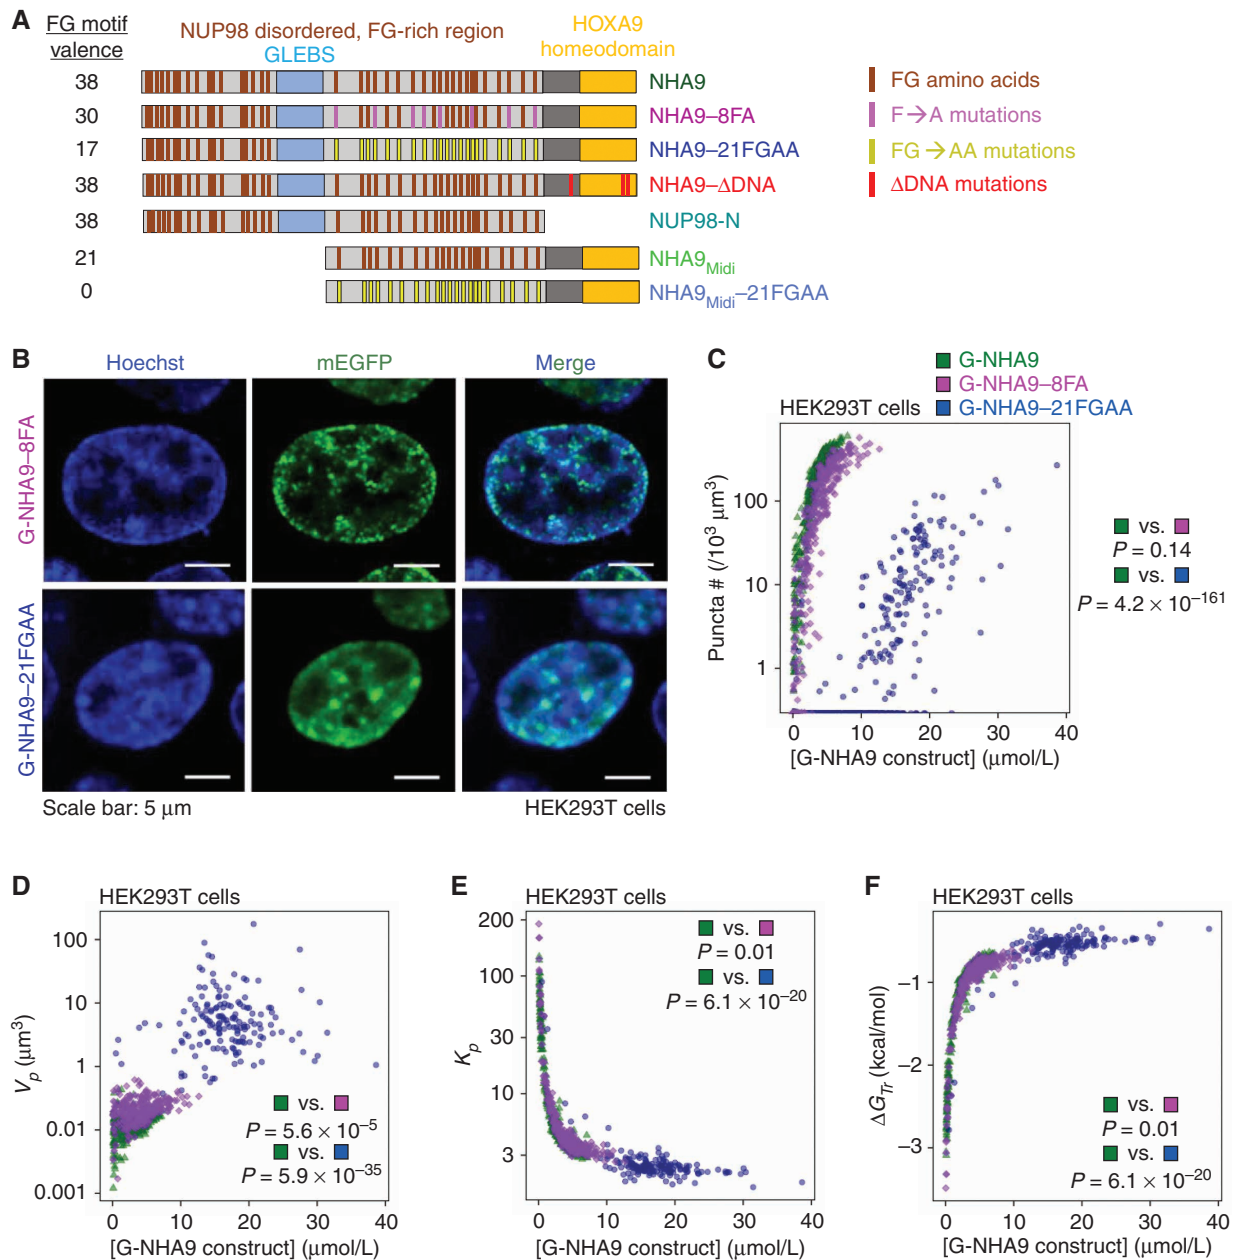 A
FG motif
valence
NUP98 disordered, FG-rich region
GLEBS
HOXA9
homeodomain
38
NHA9
30
NHA9–8FA
17
NHA9–21FGAA
38
NHA9–ΔDNA
38
NUP98-N
21
NHA9Midi
0
NHA9Midi–21FGAA
FG amino acids
F→A mutations
FG→AA mutations
ΔDNA mutations
B
Hoechst
mEGFP
Merge
G-NHA9–8FA
G-NHA9–21FGAA
Scale bar: 5 μm
HEK293T cells
C
G-NHA9
G-NHA9–8FA
G-NHA9–21FGAA
HEK293T cells
Puncta # (/10³ μm³)
100
10
1
0 10 20 30 40
[G-NHA9 construct] (μmol/L)
vs.
P = 0.14
vs.
P = 4.2 × 10⁻¹⁶¹
D
HEK293T cells
Vp (μm³)
100
10
1
0.01
0.001
0 10 20 30 40
[G-NHA9 construct] (μmol/L)
vs.
P = 5.6 × 10⁻⁵
vs.
P = 5.9 × 10⁻³⁵
E
HEK293T cells
Kp
200
100
30
10
3
0 10 20 30 40
[G-NHA9 construct] (μmol/L)
vs.
P = 0.01
vs.
P = 6.1 × 10⁻²⁰
F
HEK293T cells
ΔGTr (kcal/mol)
−1
−2
−3
0 10 20 30 40
[G-NHA9 construct] (μmol/L)
vs.
P = 0.01
vs.
P = 6.1 × 10⁻²⁰